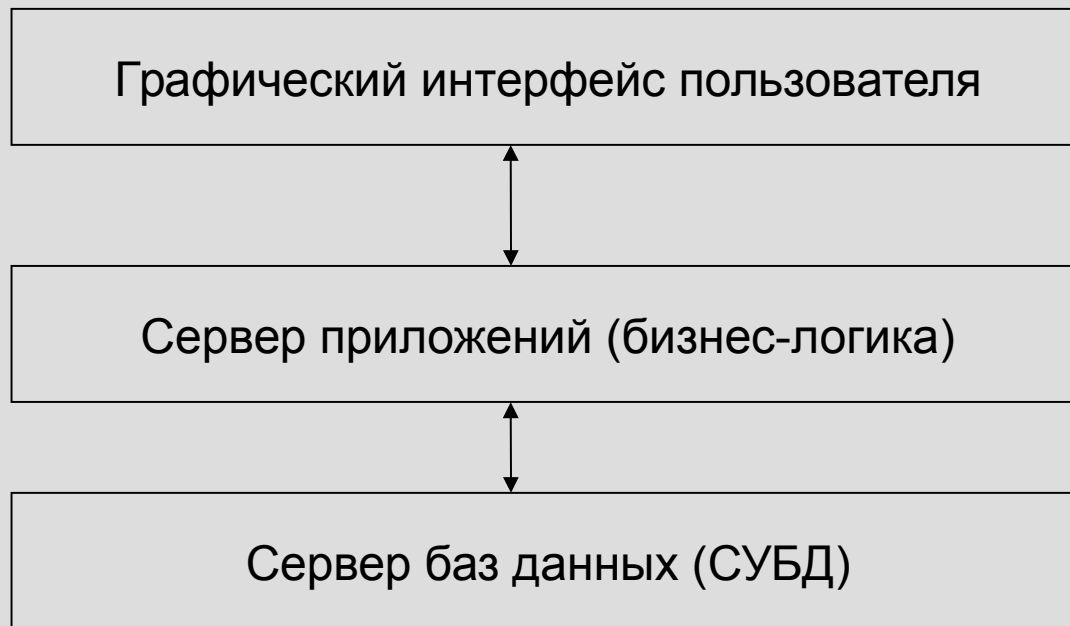 Графический интерфейс пользователя
Сервер приложений (бизнес-логика)
Сервер баз данных (СУБД)